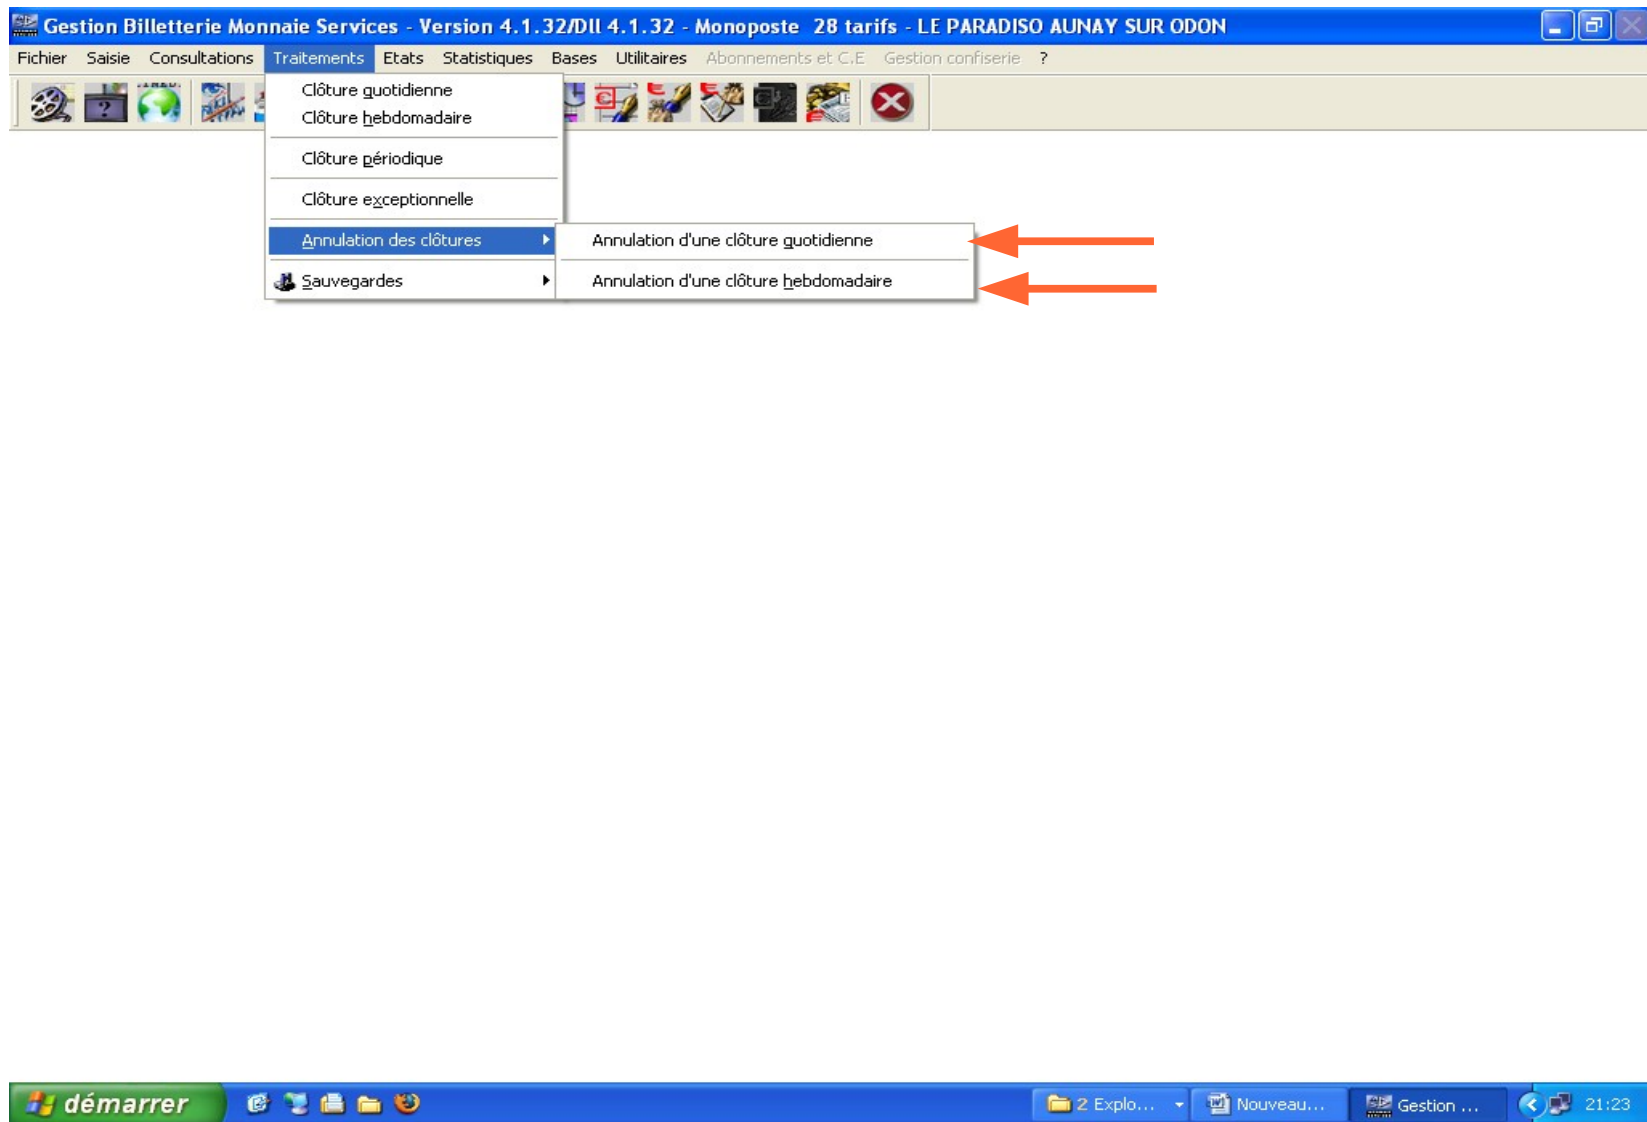 Gestion Billetterie Monnaie Services - Version 4.1.32/Dll 4.1.32 - Monoposte 28 tarifs - LE PARADISO AUNAY SUR ODON
Fichier Saisie Consultations Traitements Etats Statistiques Bases Utilitaires Abonnements et C.E Gestion confiserie ?
Clôture quotidienne
Clôture hebdomadaire
Clôture périodique
Clôture exceptionnelle
Annulation des clôtures
Annulation d'une clôture quotidienne
Sauvegardes
Annulation d'une clôture hebdomadaire
démarrer
2 Explo...
Nouveau...
Gestion ...
21:23